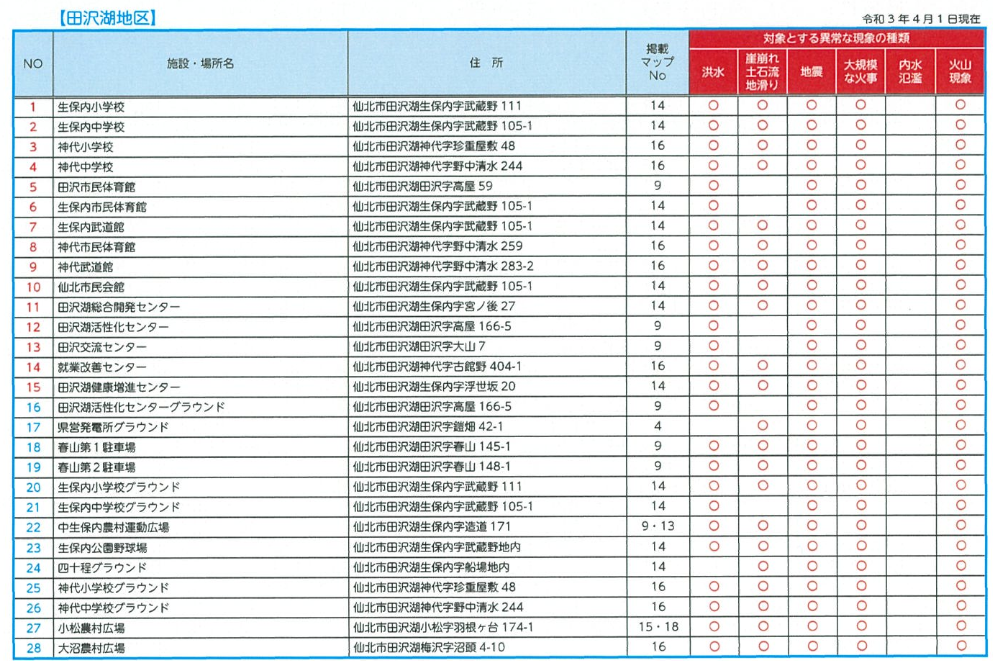 【田沢湖地区】
令和3年4月1日現在
NO 施設・場所名 住 所 掲載マップNo 対象とする異常な現象の種類
洪水 崖崩れ土石流地滑り 地震 大規模な火事 内水氾濫 火山現象
1 生保内小学校 仙北市田沢湖生保内字武蔵野 111 14 ○ ○ ○ ○ ○
2 生保内中学校 仙北市田沢湖生保内字武蔵野 105-1 14 ○ ○ ○ ○ ○
3 神代小学校 仙北市田沢湖神代字珍重屋敷 48 16 ○ ○ ○ ○ ○
4 神代中学校 仙北市田沢湖神代字野中清水 244 16 ○ ○ ○ ○ ○
5 田沢市民体育館 仙北市田沢湖田沢字高屋 59 9 ○ ○ ○ ○
6 生保内市民体育館 仙北市田沢湖生保内字武蔵野 105-1 14 ○ ○ ○ ○
7 生保内武道館 仙北市田沢湖生保内字武蔵野 105-1 14 ○ ○ ○ ○ ○
8 神代市民体育館 仙北市田沢湖神代字野中清水 259 16 ○ ○ ○ ○ ○
9 神代武道館 仙北市田沢湖神代字野中清水 283-2 16 ○ ○ ○ ○ ○
10 仙北市民会館 仙北市田沢湖生保内字武蔵野 105-1 14 ○ ○ ○ ○ ○
11 田沢湖総合開発センター 仙北市田沢湖生保内字宮ノ後 27 14 ○ ○ ○ ○ ○
12 田沢湖活性化センター 仙北市田沢湖田沢字高屋 166-5 9 ○ ○ ○ ○
13 田沢交流センター 仙北市田沢湖田沢字大山 7 9 ○ ○ ○ ○
14 就業改善センター 仙北市田沢湖神代字古館野 404-1 16 ○ ○ ○ ○ ○
15 田沢湖健康増進センター 仙北市田沢湖生保内字浮世坂 20 14 ○ ○ ○ ○ ○
16 田沢湖活性化センターグラウンド 仙北市田沢湖田沢字高屋 166-5 9 ○ ○ ○ ○
17 県営発電所グラウンド 仙北市田沢湖田沢字鎧畑 42-1 4 ○ ○ ○ ○
18 春山第1駐車場 仙北市田沢湖田沢字春山 145-1 9 ○ ○ ○ ○ ○
19 春山第2駐車場 仙北市田沢湖田沢字春山 148-1 9 ○ ○ ○ ○ ○
20 生保内小学校グラウンド 仙北市田沢湖生保内字武蔵野 111 14 ○ ○ ○ ○ ○
21 生保内中学校グラウンド 仙北市田沢湖生保内字武蔵野 105-1 14 ○ ○ ○ ○
22 中生保内農村運動広場 仙北市田沢湖生保内字造道 171 9・13 ○ ○ ○ ○ ○
23 生保内公園野球場 仙北市田沢湖生保内字武蔵野地内 14 ○ ○ ○ ○ ○
24 四十程グラウンド 仙北市田沢湖生保内字船場地内 14 ○ ○ ○ ○
25 神代小学校グラウンド 仙北市田沢湖神代字珍重屋敷 48 16 ○ ○ ○ ○ ○
26 神代中学校グラウンド 仙北市田沢湖神代字野中清水 244 16 ○ ○ ○ ○ ○
27 小松農村広場 仙北市田沢湖小松字羽根ヶ台 174-1 15・18 ○ ○ ○ ○ ○
28 大沼農村広場 仙北市田沢湖梅沢字沼頭 4-10 16 ○ ○ ○ ○ ○